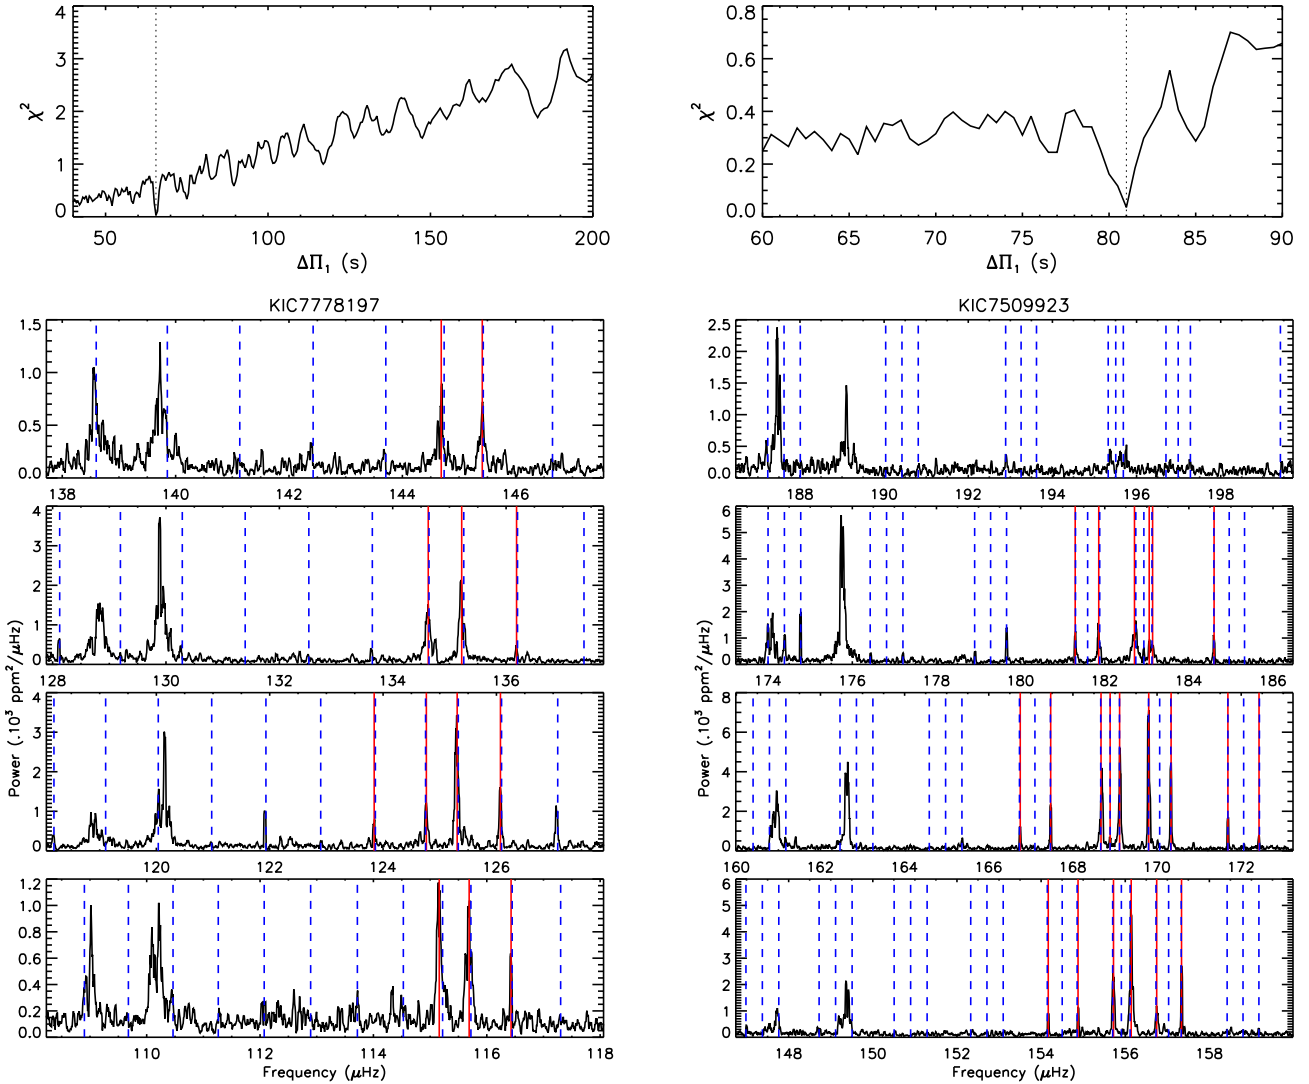 4
3
2
1
0
χ²
50 100 150 200
ΔΠ₁ (s)
0.8
0.6
0.4
0.2
0.0
χ²
60 65 70 75 80 85 90
ΔΠ₁ (s)
KIC7778197
1.5
1.0
0.5
0.0
138 140 142 144 146
4
3
2
1
0
128 130 132 134 136
4
3
2
1
0
120 122 124 126
1.2
1.0
0.8
0.6
0.4
0.2
0.0
110 112 114 116 118
Power (.10³ ppm²/μHz)
Frequency (μHz)
KIC7509923
2.5
2.0
1.5
1.0
0.5
0.0
188 190 192 194 196 198
6
5
4
3
2
1
0
174 176 178 180 182 184 186
8
6
4
2
0
160 162 164 166 168 170 172
6
5
4
3
2
1
0
148 150 152 154 156 158
Power (.10³ ppm²/μHz)
Frequency (μHz)